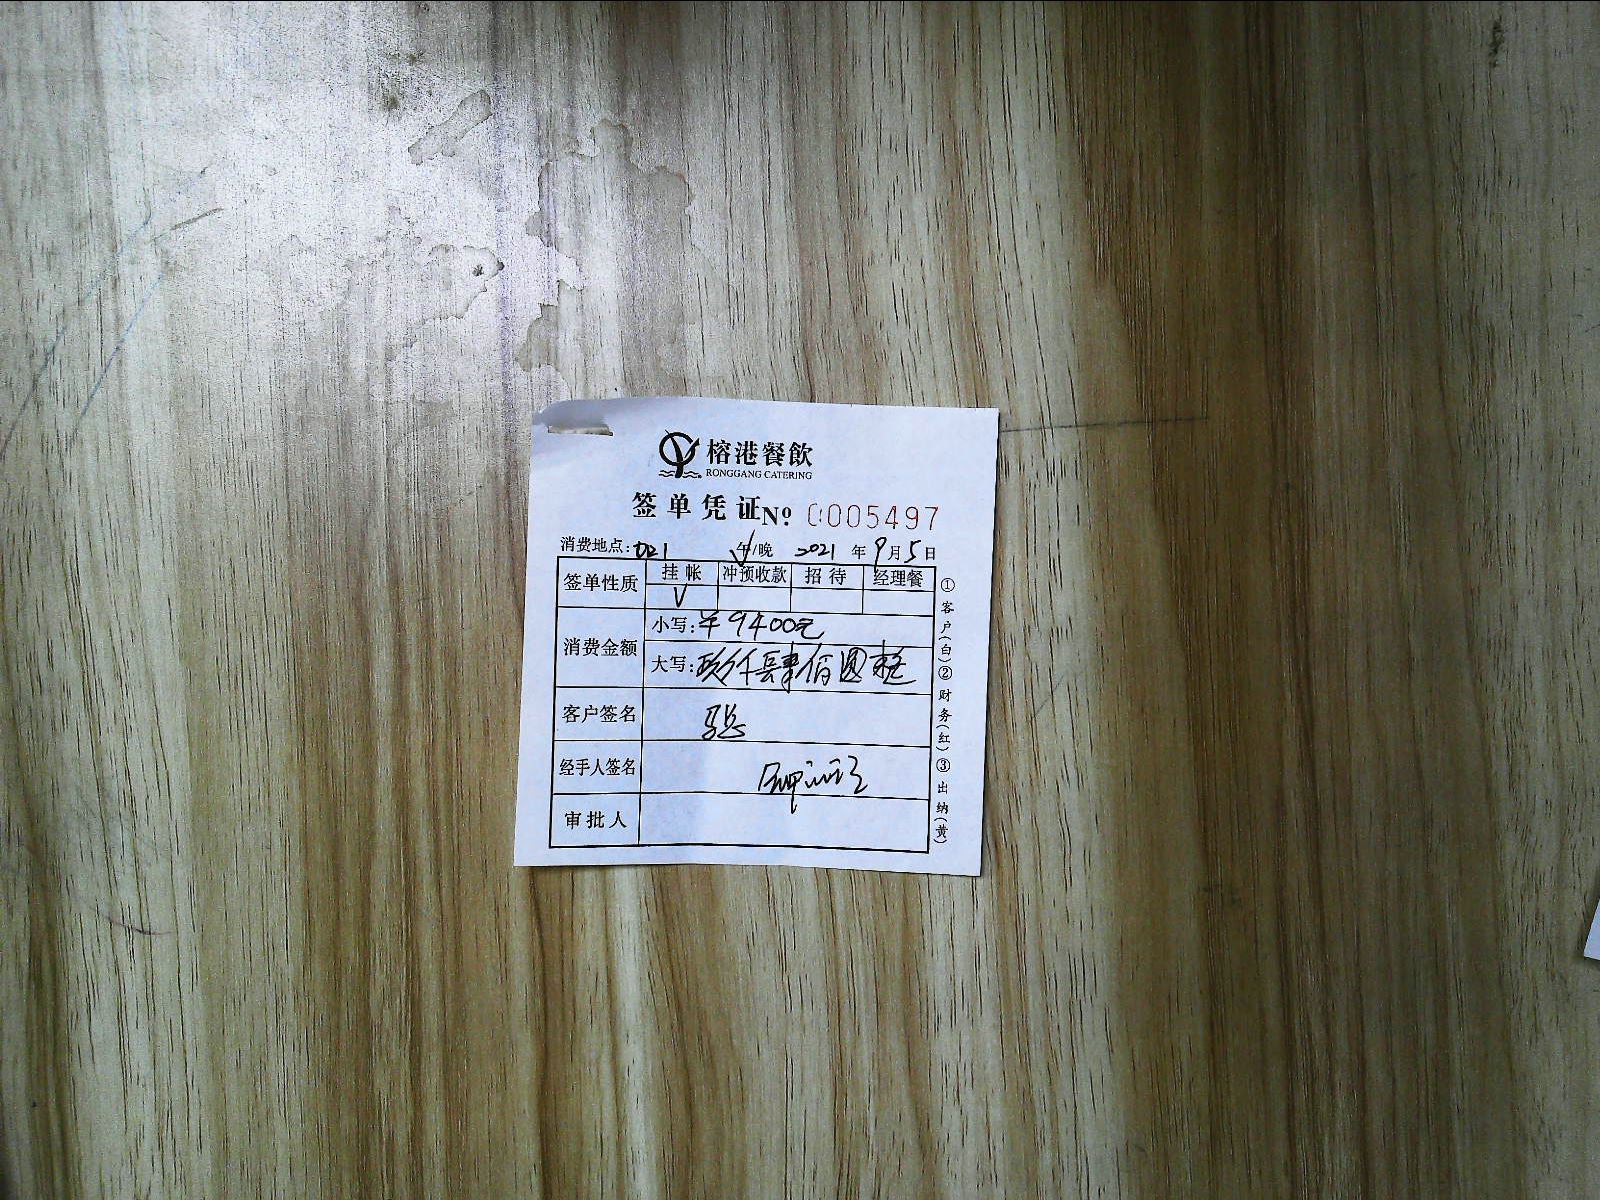 榕港餐飲
RONGGANG CATERING
签单凭证 Nº 0005497
消费地点: D21 午/晚 2021 年 9 月 5 日
签单性质 挂帐 冲预收款 招待 经理餐
√
消费金额
小写: ¥9400元
大写: 玖仟肆佰圆整
客户签名
经手人签名
审批人
①客户(白)②财务(红)③出纳(黄)